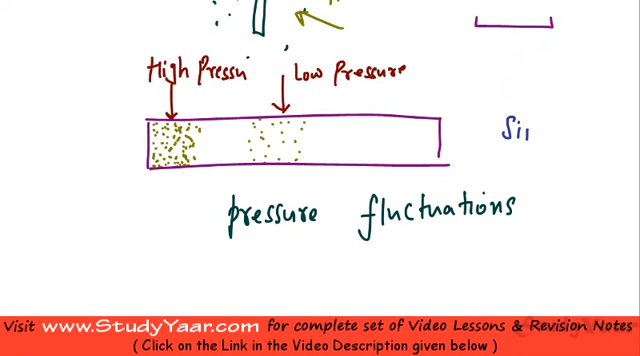 High Pressu
Low Pressure
Si
pressure fluctuations
Visit www.StudyYaar.com for complete set of Video Lessons & Revision Notes
( Click on the Link in the Video Description given below )